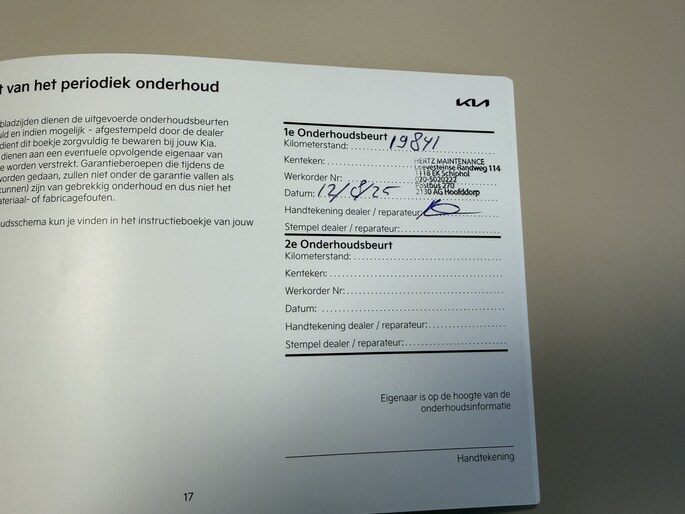 t van het periodiek onderhoud
bladzijden dienen de uitgevoerde onderhoudsbeurten
uld en indien mogelijk - afgestempeld door de dealer
dient dit boekje zorgvuldig te bewaren bij jouw Kia.
dienen aan een eventuele opvolgende eigenaar van
e worden verstrekt. Garantieberoepen die tijdens de
worden gedaan, zullen niet onder de garantie vallen als
kunnen) zijn van gebrekkig onderhoud en dus niet het
ateriaal- of fabricagefouten.
oudsschema kun je vinden in het instructieboekje van jouw
KIA
1e Onderhoudsbeurt
Kilometerstand: 19841
Kenteken:
HERTZ MAINTENANCE
Loevesteinse Randweg 114
1118 EK Schiphol
020-5020222
Postbus 270
2130 AG Hoofddorp
Werkorder Nr:
Datum: 12/8/25
Handtekening dealer / reparateur:
Stempel dealer / reparateur:
2e Onderhoudsbeurt
Kilometerstand:
Kenteken:
Werkorder Nr:
Datum:
Handtekening dealer / reparateur:
Stempel dealer / reparateur:
Eigenaar is op de hoogte van de
onderhoudsinformatie
Handtekening
17